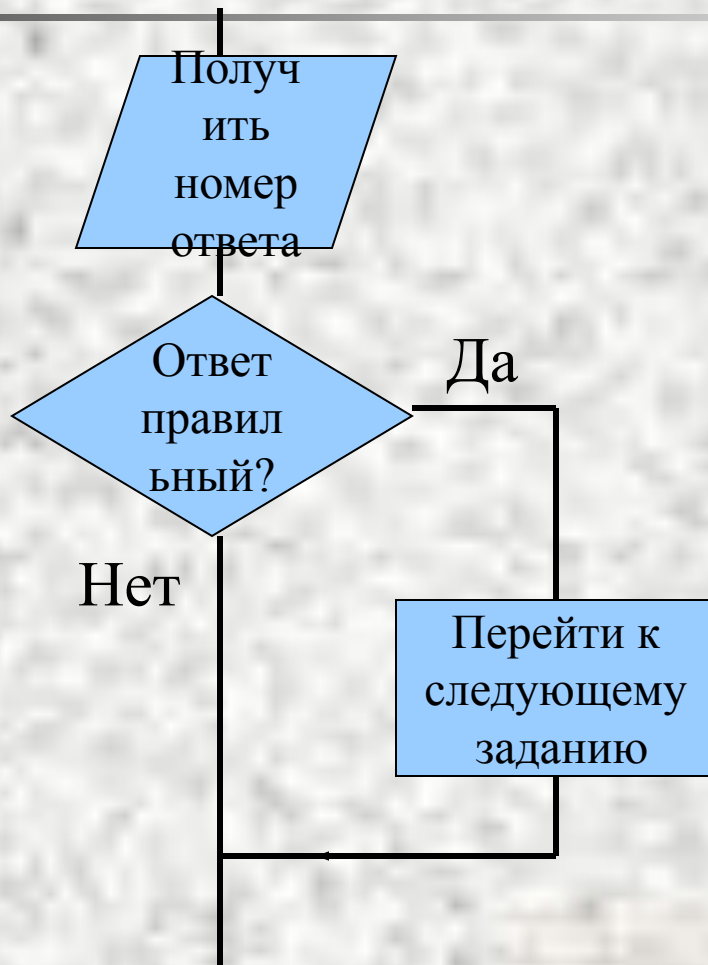 Получ
ить
номер
ответа
Ответ
правил
ьный?
Да
Нет
Перейти к
следующему
заданию